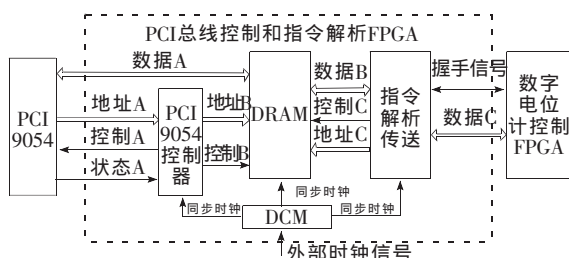 PCI总线控制和指令解析FPGA
数据A
PCI
9054
地址A
控制A
状态A
PCI
9054
控制
器
地址B
控制B
DRAM
数据B
控制C
地址C
指令
解析
传送
握手信号
数据C
数字
电位
计控制
FPGA
同步时钟
同步时钟
DCM
同步时钟
外部时钟信号